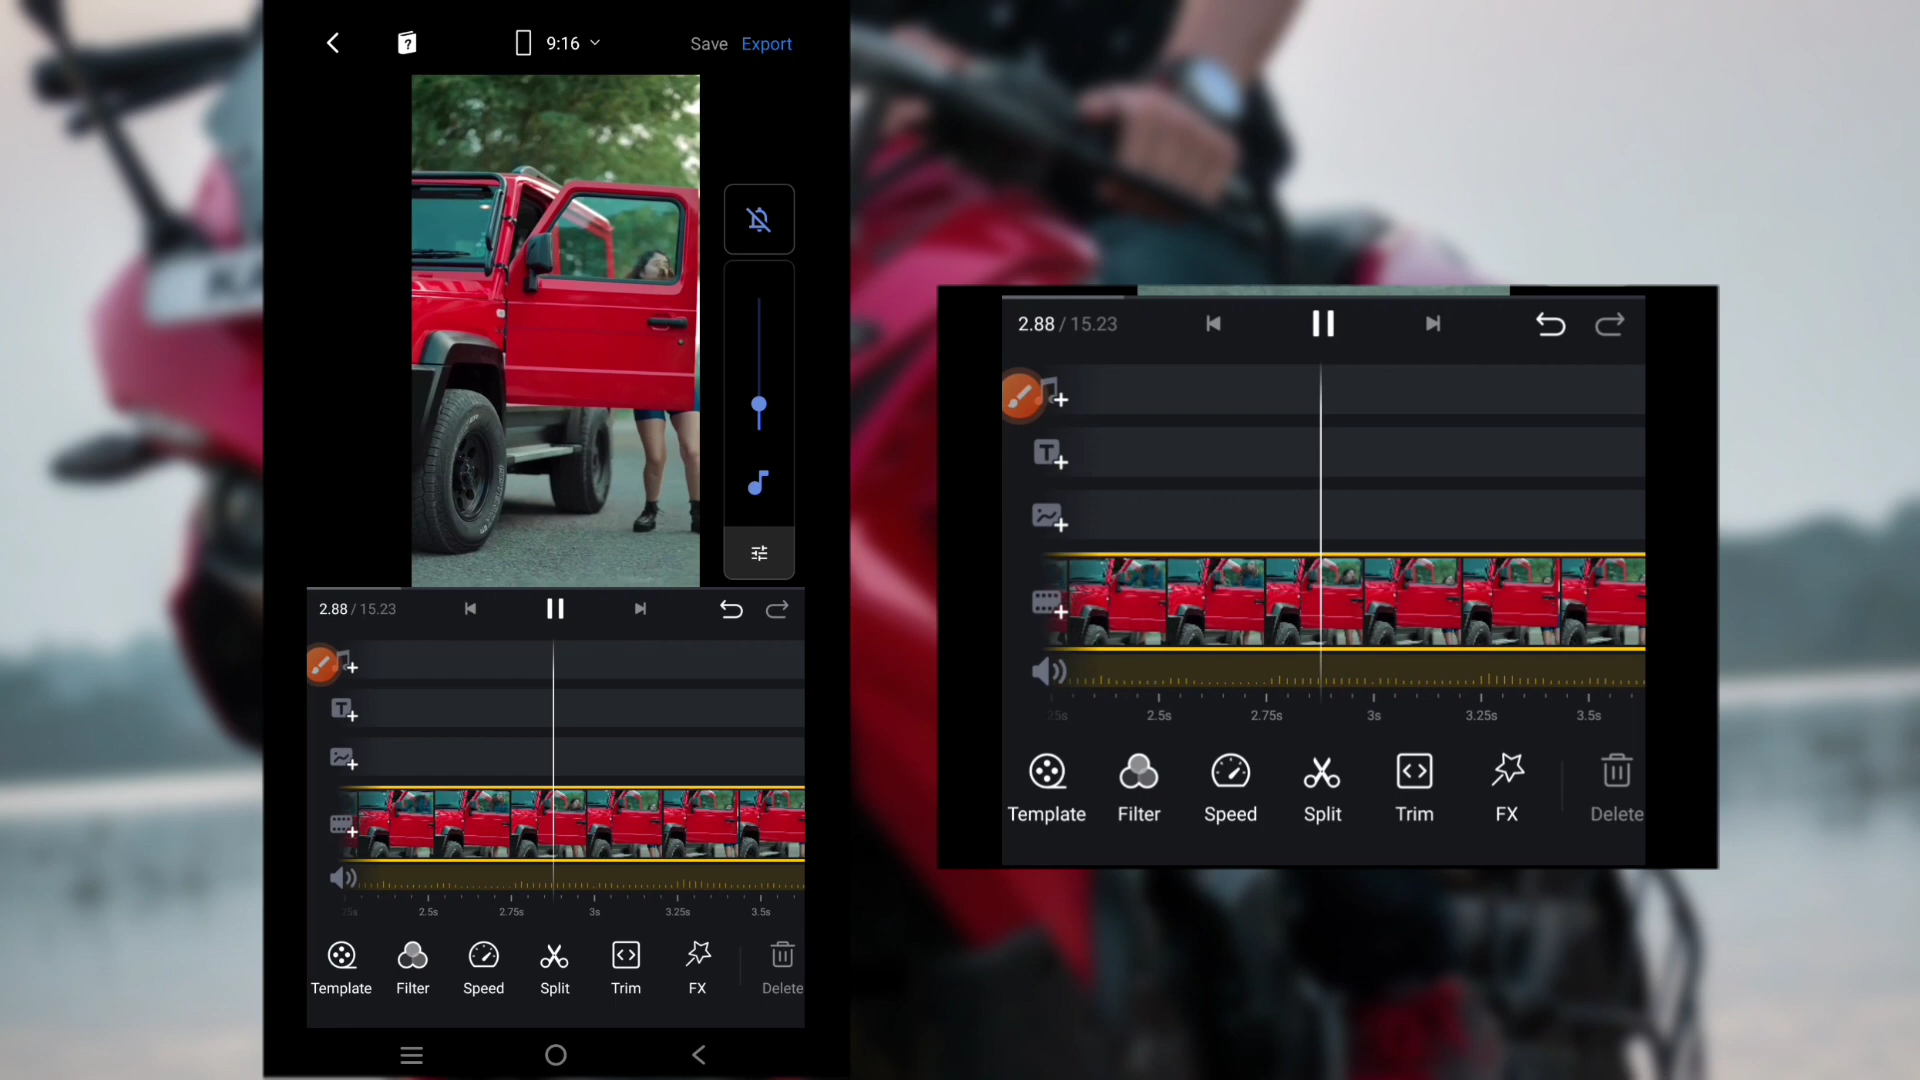 9:16
Save Export
2.88 / 15.23
25s 2.5s 2.75s 3s 3.25s 3.5s
Template Filter Speed Split Trim FX Delete
2.88 / 15.23
25s 2.5s 2.75s 3s 3.25s 3.5s
Template Filter Speed Split Trim FX Delete